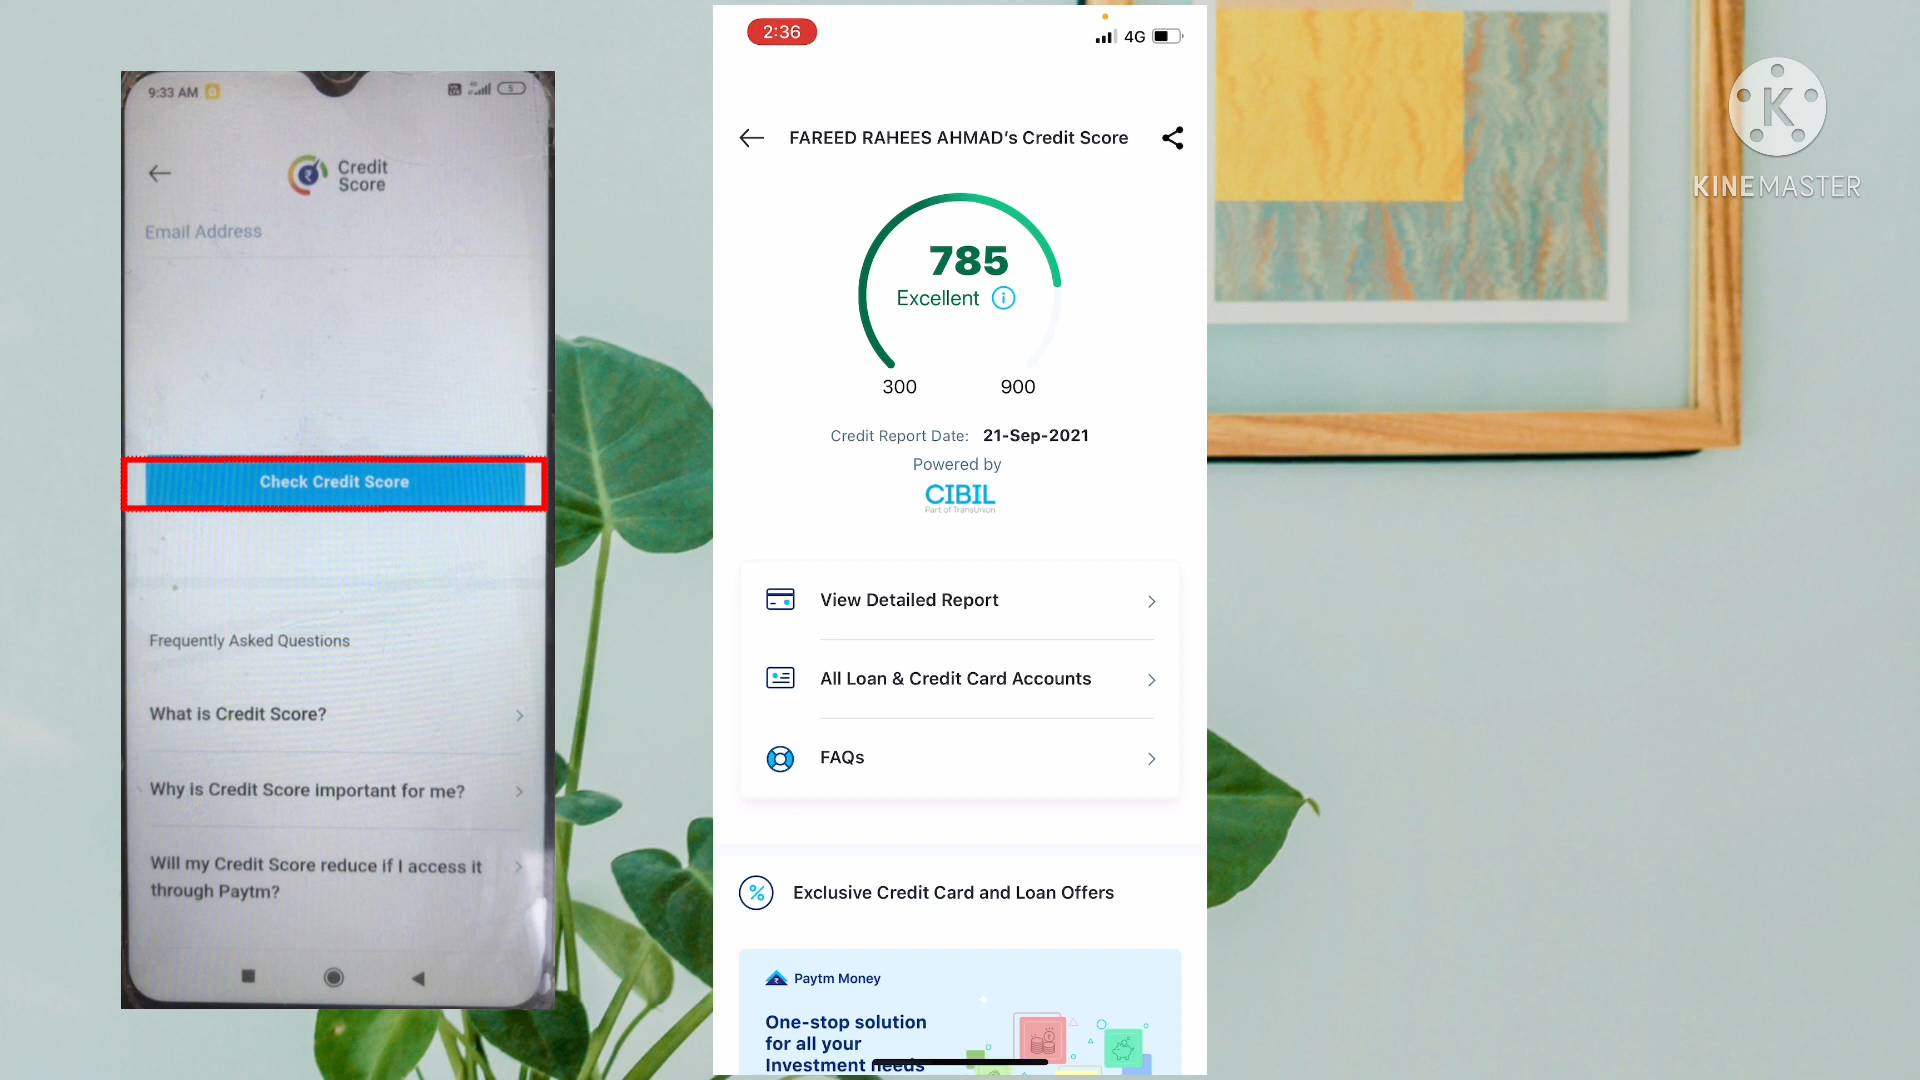 9:33 AM
Credit
Score
Email Address
Check Credit Score
Frequently Asked Questions
What is Credit Score?
Why is Credit Score important for me?
Will my Credit Score reduce if I access it
through Paytm?
2:36
4G
FAREED RAHEES AHMAD's Credit Score
785
Excellent
300 900
Credit Report Date: 21-Sep-2021
Powered by
CIBIL
Part of TransUnion
View Detailed Report
All Loan & Credit Card Accounts
FAQs
Exclusive Credit Card and Loan Offers
Paytm Money
One-stop solution
for all your
Investment needs
K
KINEMASTER